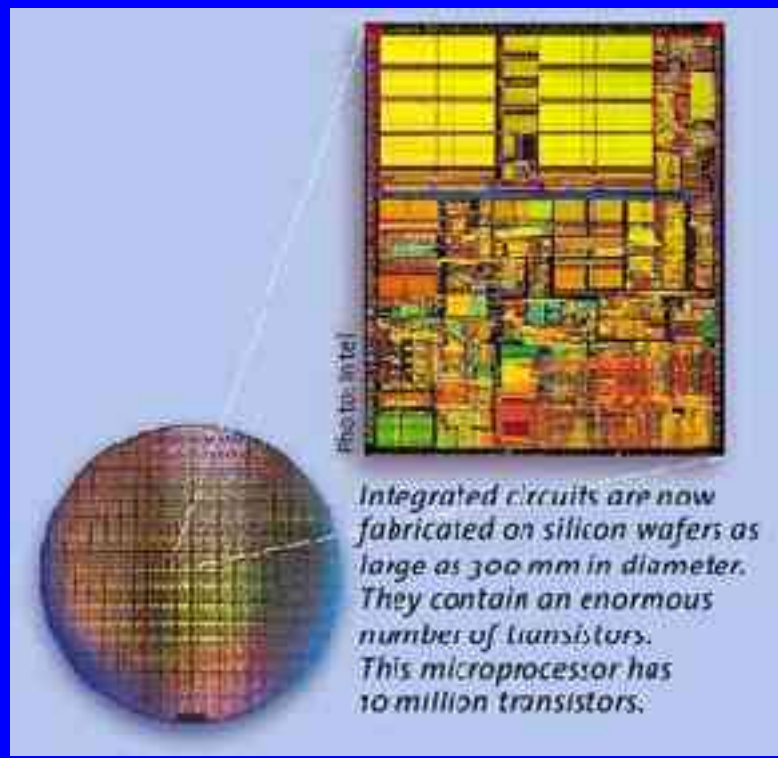 Photo: Intel
Integrated circuits are now
fabricated on silicon wafers as
large as 300 mm in diameter.
They contain an enormous
number of transistors.
This microprocessor has
10 million transistors.